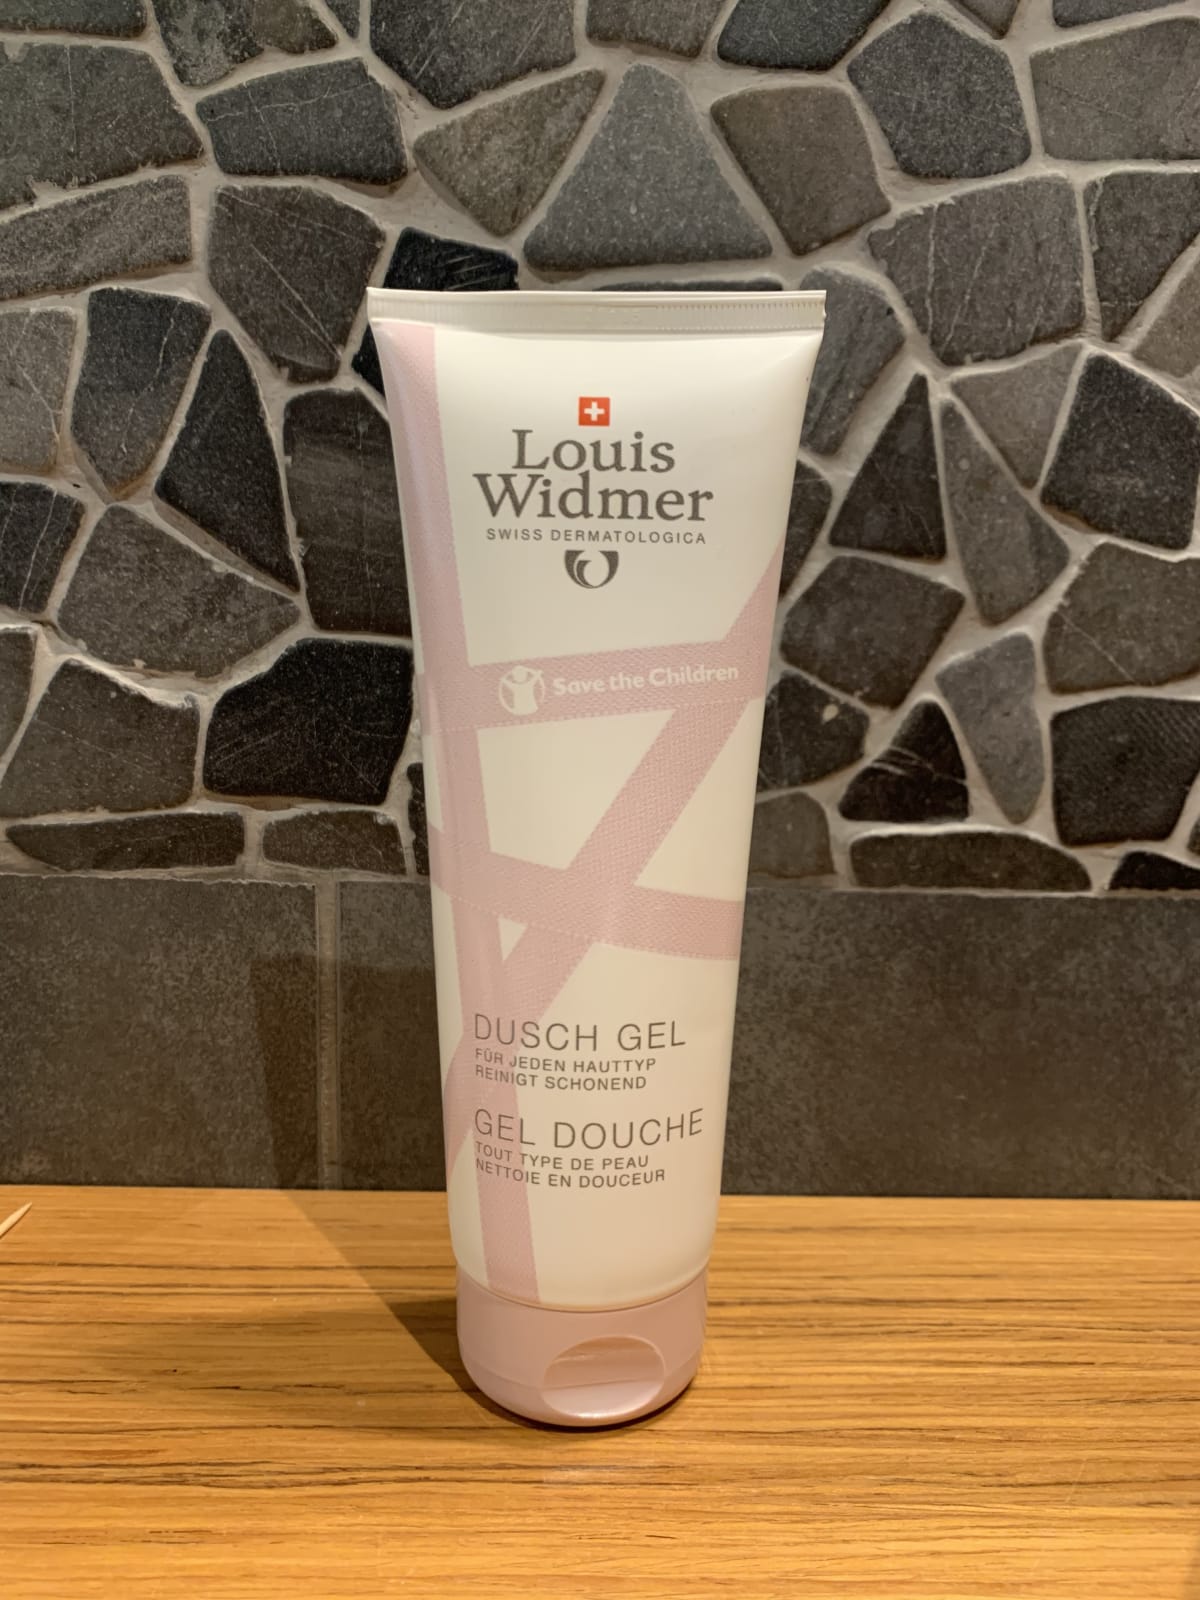 Louis
Widmer
SWISS DERMATOLOGICA
Save the Children
DUSCH GEL
FÜR JEDEN HAUTTYP
REINIGT SCHONEND
GEL DOUCHE
TOUT TYPE DE PEAU
NETTOIE EN DOUCEUR